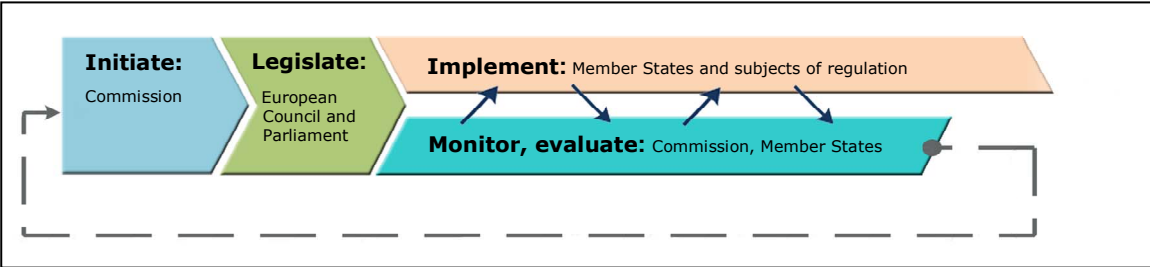 Initiate:
Commission
Legislate:
European
Council and
Parliament
Implement: Member States and subjects of regulation
Monitor, evaluate: Commission, Member States